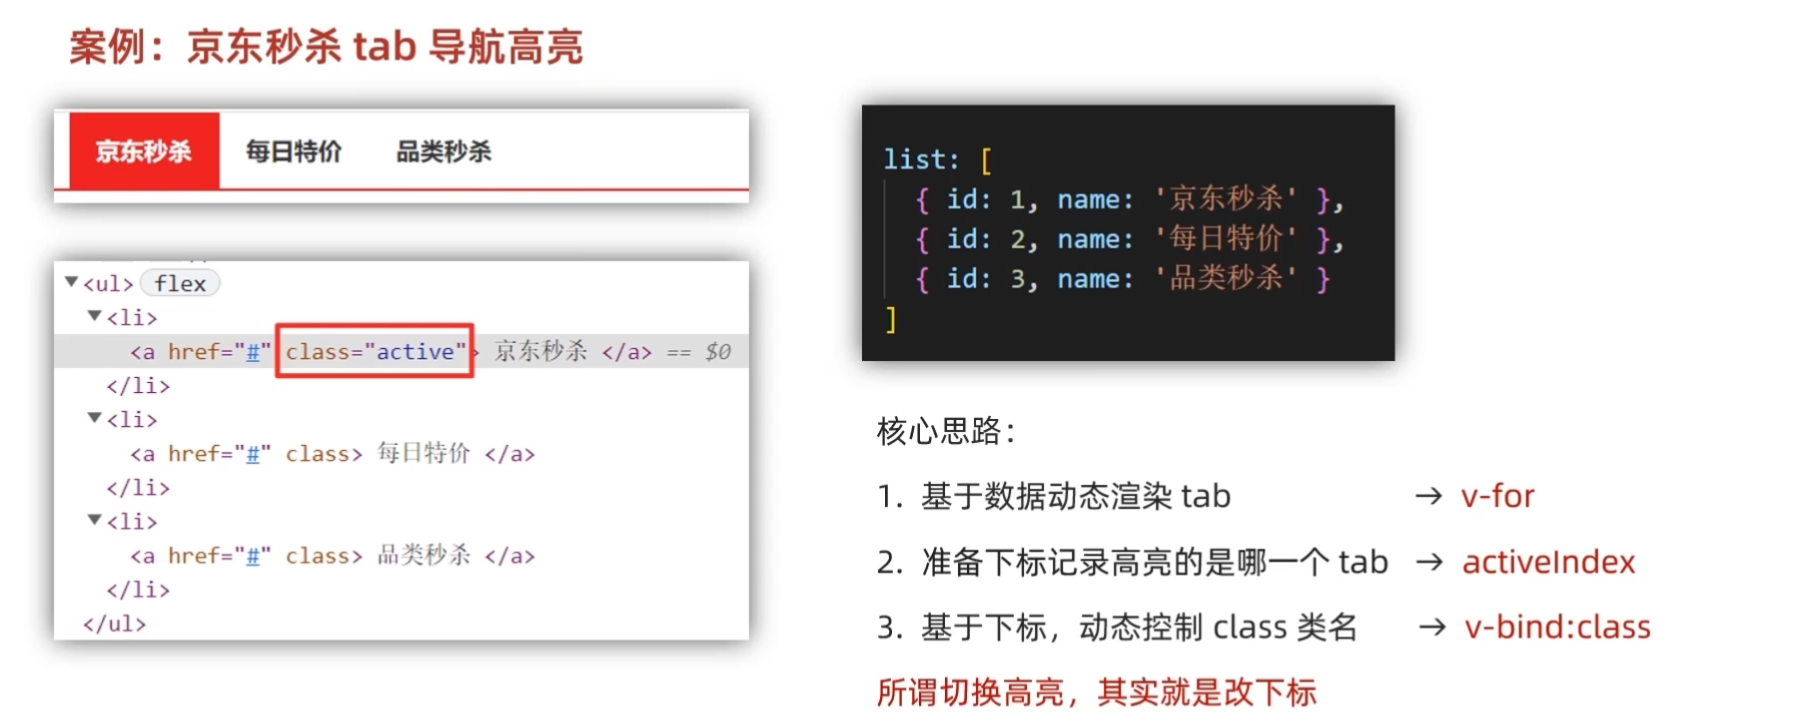 案例：京东秒杀 tab 导航高亮
京东秒杀 每日特价 品类秒杀
<ul> flex
<li>
<a href="#" class="active"> 京东秒杀 </a> == $0
</li>
<li>
<a href="#" class> 每日特价 </a>
</li>
<li>
<a href="#" class> 品类秒杀 </a>
</li>
</ul>
list: [
{ id: 1, name: '京东秒杀' },
{ id: 2, name: '每日特价' },
{ id: 3, name: '品类秒杀' }
]
核心思路：
1. 基于数据动态渲染 tab → v-for
2. 准备下标记录高亮的是哪一个 tab → activeIndex
3. 基于下标，动态控制 class 类名 → v-bind:class
所谓切换高亮，其实就是改下标